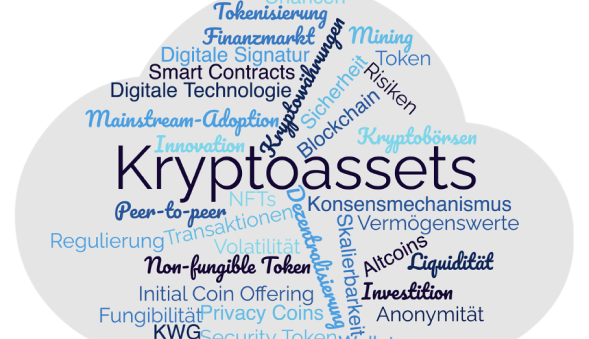 Chancen
Tokenisierung
Finanzmarkt
Mining
Digitale Signatur
Token
Smart Contracts
Risiken
Digitale Technologie
Kryptowährungen
Sicherheit
Blockchain
Mainstream-Adoption
Kryptobörsen
Innovation
Kryptoassets
NFTs
Konsensmechanismus
Peer-to-peer
Transaktionen
Dezentralisierung
Skalierbarkeit
Vermögenswerte
Regulierung
Volatilität
Altcoins
Liquidität
Non-fungible Token
Initial Coin Offering
Investition
Fungibilität
Privacy Coins
Anonymität
KWG
Security Token